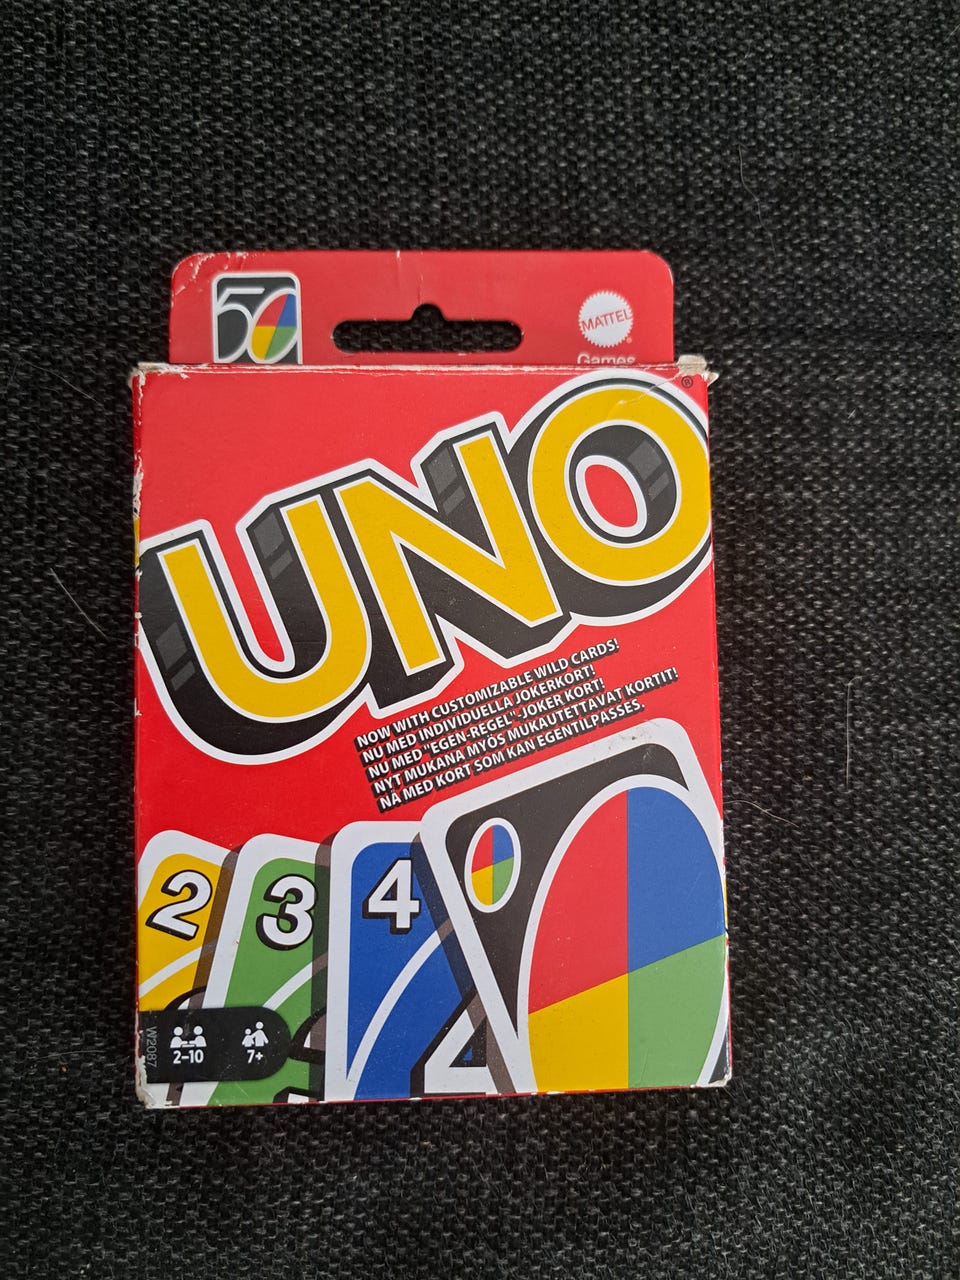 50
MATTEL
Games
UNO®
NOW WITH CUSTOMIZABLE WILD CARDS!
NU MED INDIVIDUELLA JOKERKORT!
NU MED "EGEN-REGEL"-JOKER KORT!
NYT MUKANA MYÖS MUKAUTETTAVAT KORTIT!
NÅ MED KORT SOM KAN EGENTILPASSES.
2
3
4
W2087
2-10
7+